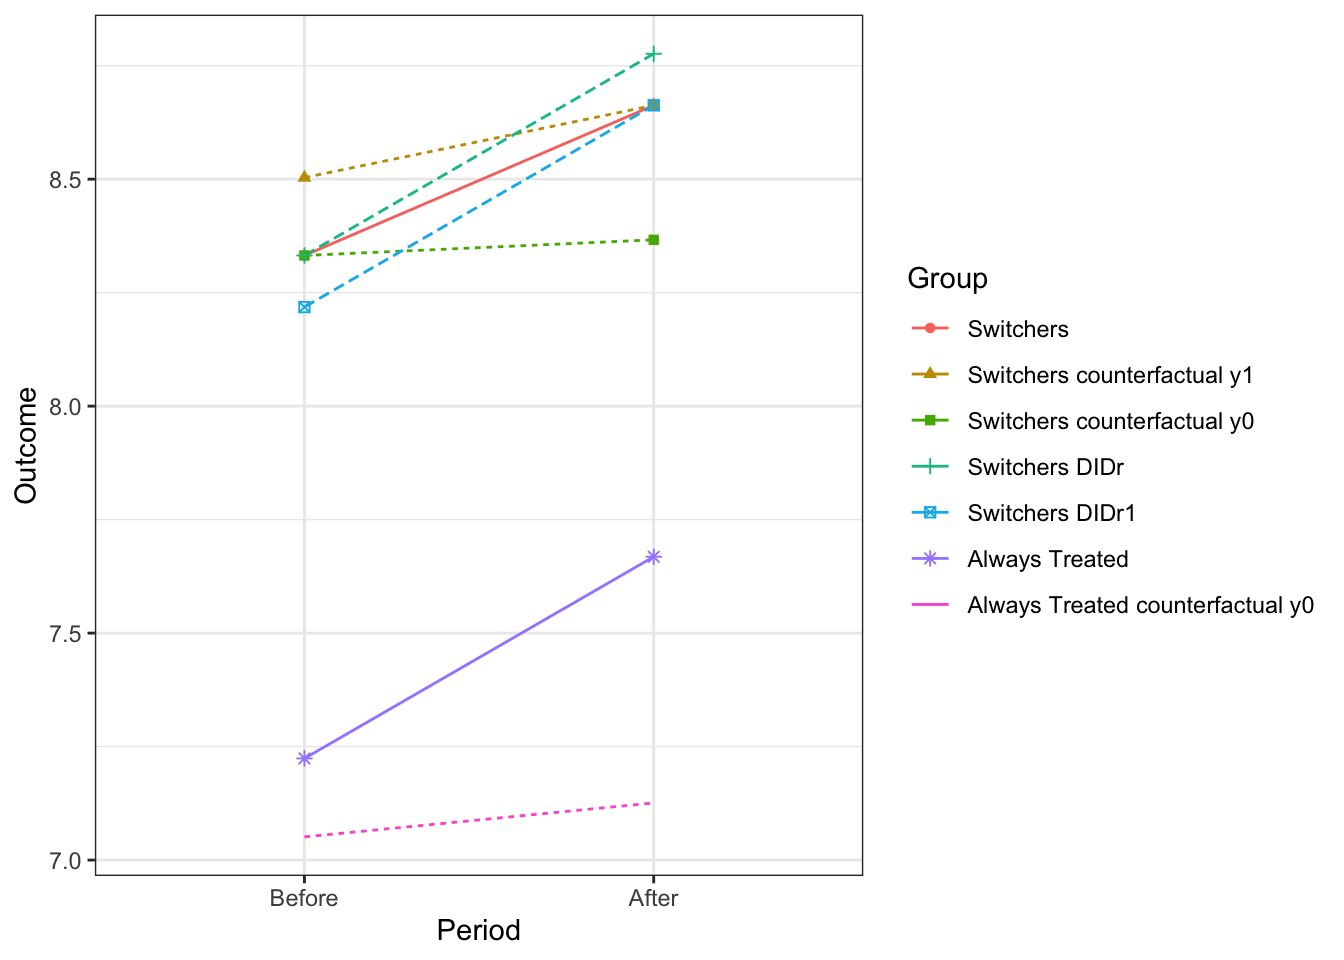 Outcome
8.5
8.0
7.5
7.0
Before
After
Period
Group
Switchers
Switchers counterfactual y1
Switchers counterfactual y0
Switchers DIDr
Switchers DIDr1
Always Treated
Always Treated counterfactual y0